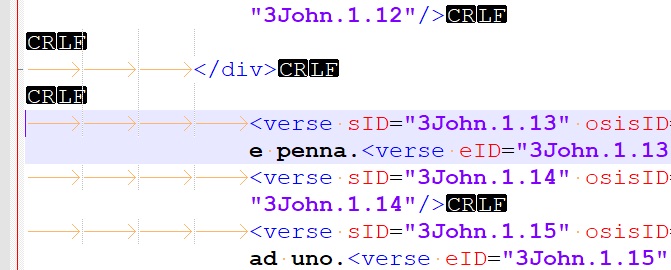 "3John.1.12"/>CRLF
CRLF
</div>CRLF
CRLF
<verse sID="3John.1.13" osisID=
e penna.<verse eID="3John.1.13
<verse sID="3John.1.14" osisID=
"3John.1.14"/>CRLF
<verse sID="3John.1.15" osisID=
ad uno.<verse eID="3John.1.15"